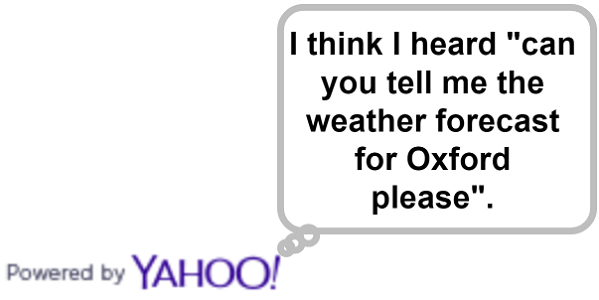 I think I heard "can
you tell me the
weather forecast
for Oxford
please".
Powered by YAHOO!